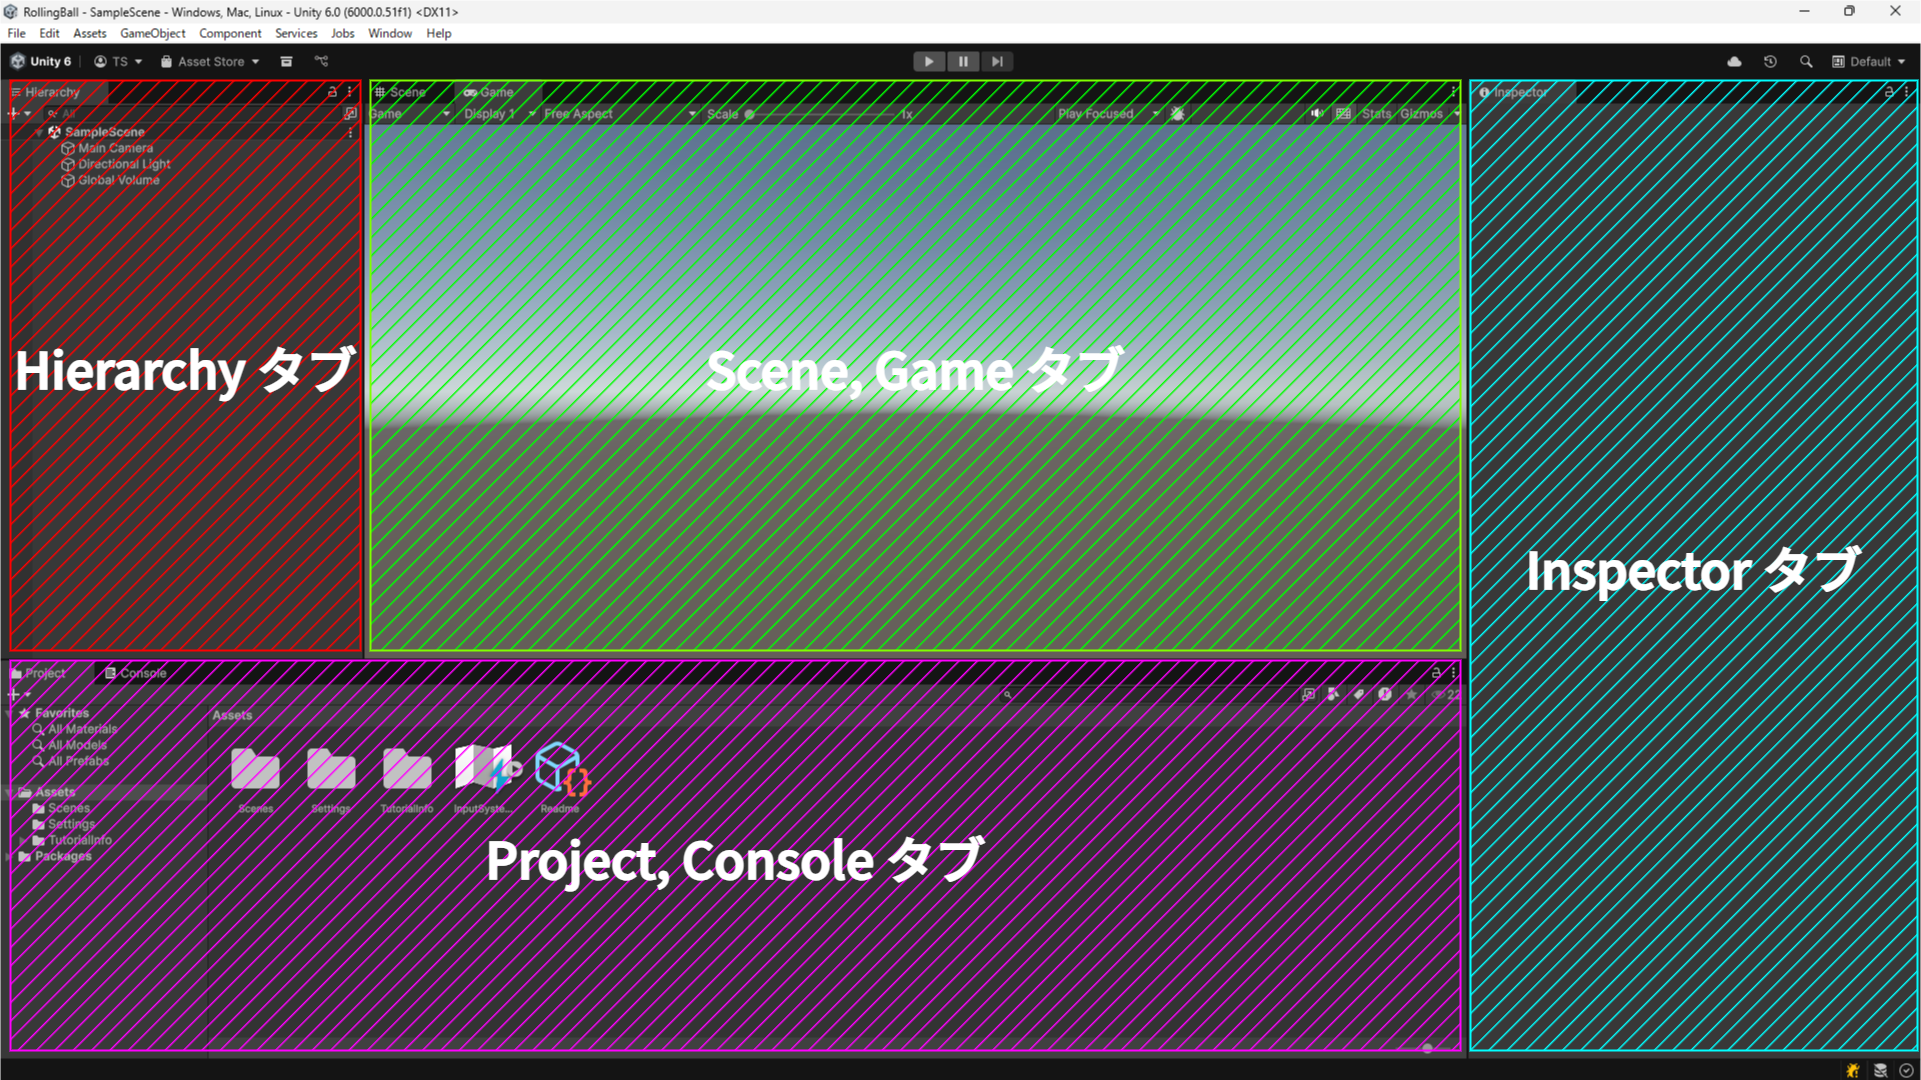 RollingBall - SampleScene - Windows, Mac, Linux - Unity 6.0 (6000.0.51f1) <DX11>
File Edit Assets GameObject Component Services Jobs Window Help
Unity 6 TS Asset Store Default
Hierarchy
All
SampleScene
Main Camera
Directional Light
Global Volume
Hierarchy タブ
Scene Game
Game Display 1 Free Aspect Scale 1x Play Focused Stats Gizmos
Scene, Game タブ
Inspector
Inspector タブ
Project Console
22
Favorites
All Materials
All Models
All Prefabs
Assets
Scenes
Settings
TutorialInfo
Packages
Assets
Scenes Settings TutorialInfo InputSyste... Readme
Project, Console タブ